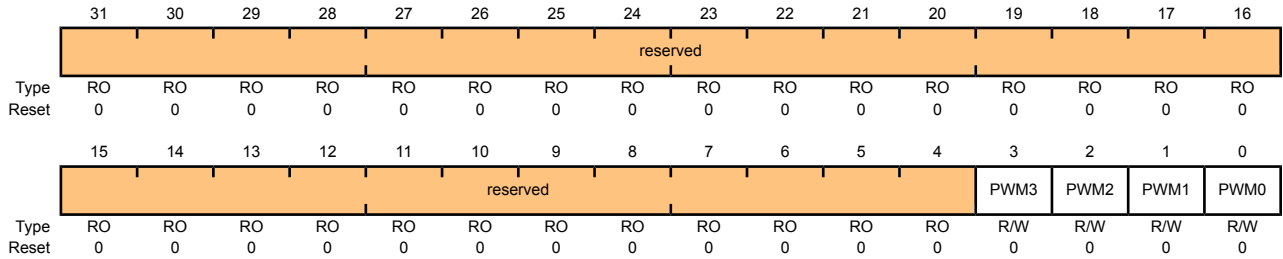 31 30 29 28 27 26 25 24 23 22 21 20 19 18 17 16
reserved
Type RO RO RO RO RO RO RO RO RO RO RO RO RO RO RO RO
Reset 0 0 0 0 0 0 0 0 0 0 0 0 0 0 0 0
15 14 13 12 11 10 9 8 7 6 5 4 3 2 1 0
reserved PWM3 PWM2 PWM1 PWM0
Type RO RO RO RO RO RO RO RO RO RO RO RO R/W R/W R/W R/W
Reset 0 0 0 0 0 0 0 0 0 0 0 0 0 0 0 0